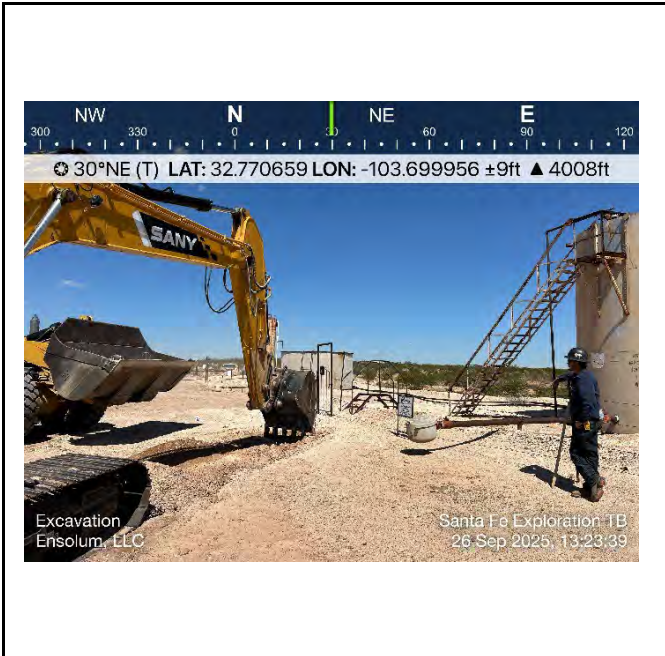 NW N NE E
300 330 0 30 60 90 120
30°NE (T) LAT: 32.770659 LON: -103.699956 ±9ft ▲ 4008ft
SANY
Excavation
Ensolum, LLC
Santa Fe Exploration TB
26 Sep 2025, 13:23:39